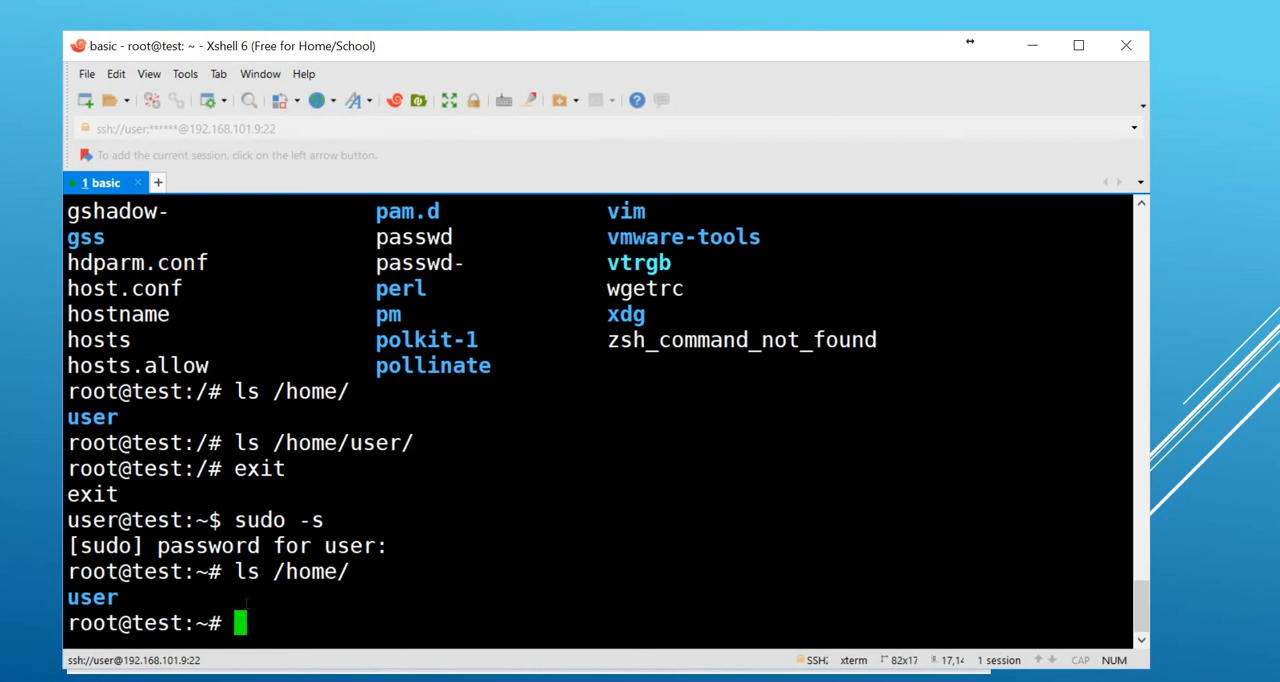 basic - root@test: ~ - Xshell 6 (Free for Home/School)
File Edit View Tools Tab Window Help
ssh://user:******@192.168.101.9:22
To add the current session, click on the left arrow button.
1 basic × +
gshadow- pam.d vim
gss passwd vmware-tools
hdparm.conf passwd- vtrgb
host.conf perl wgetrc
hostname pm xdg
hosts polkit-1 zsh_command_not_found
hosts.allow pollinate
root@test:/# ls /home/
user
root@test:/# ls /home/user/
root@test:/# exit
exit
user@test:~$ sudo -s
[sudo] password for user:
root@test:~# ls /home/
user
root@test:~#
ssh://user@192.168.101.9:22 SSH2 xterm 82x17 17,14 1 session CAP NUM